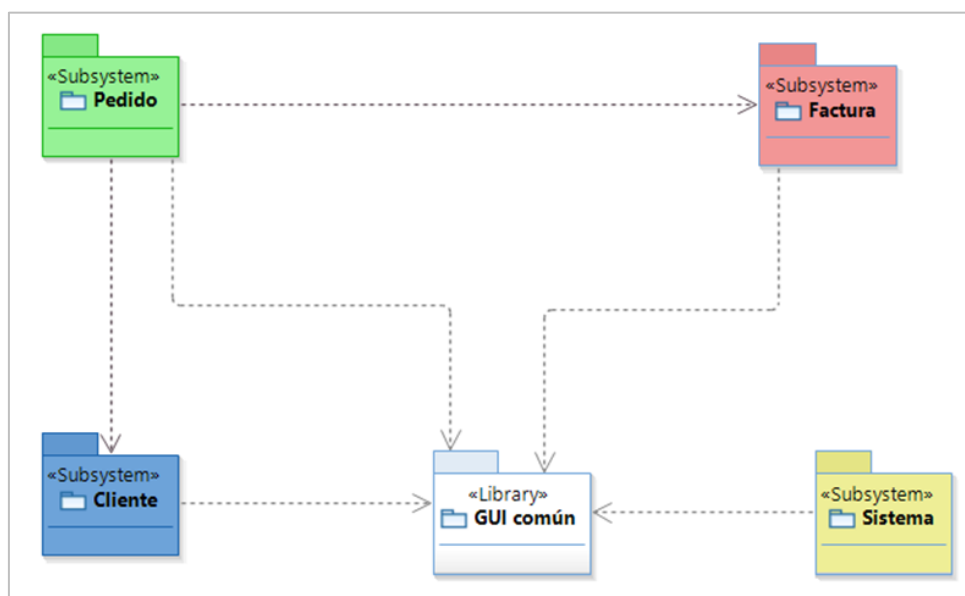 «Subsystem»
Pedido
«Subsystem»
Factura
«Subsystem»
Cliente
«Library»
GUI común
«Subsystem»
Sistema